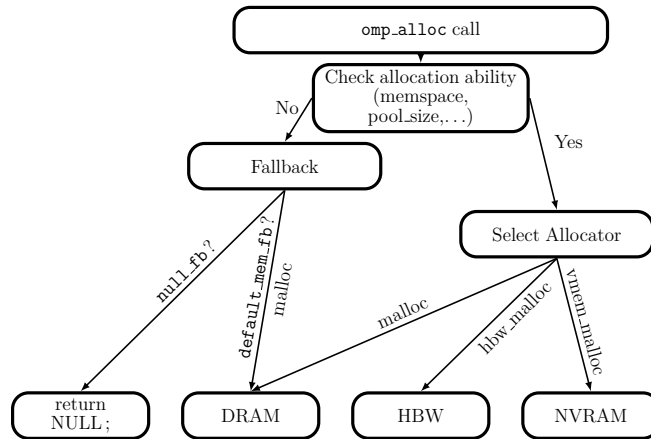 omp_alloc call
Check allocation ability
(memspace,
pool_size,...)
No
Yes
Fallback
Select Allocator
null_fb?
default_mem_fb?
malloc
malloc
hbw_malloc
vmem_malloc
return
NULL;
DRAM
HBW
NVRAM